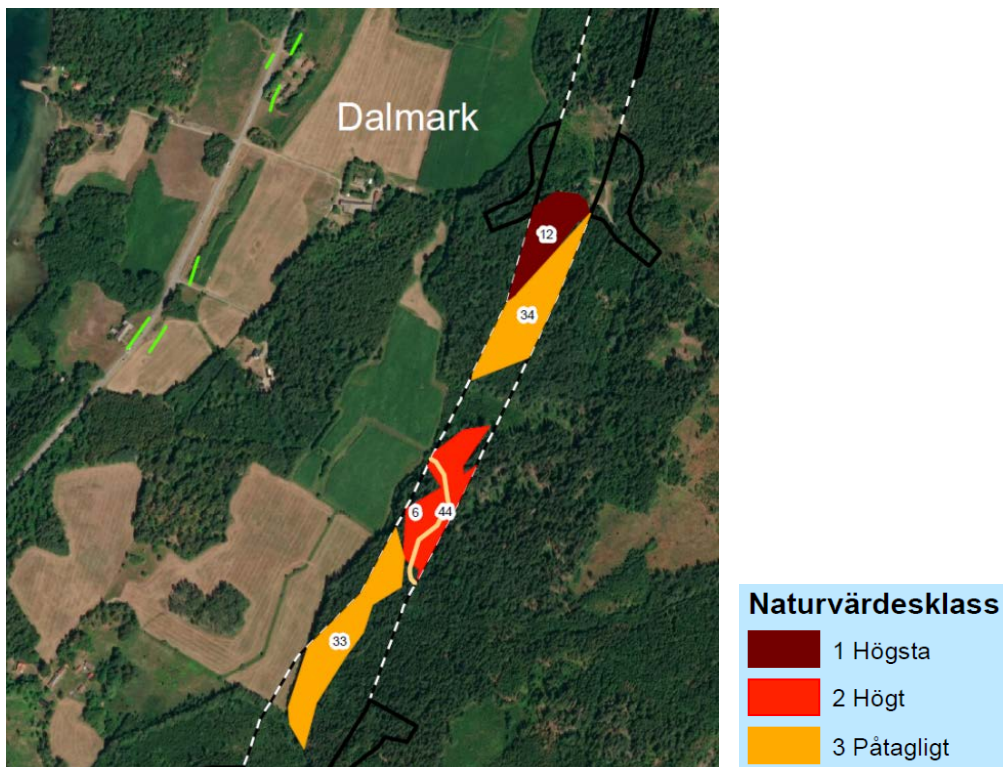 Dalmark
12
34
6
44
33
Naturvärdesklass
1 Högsta
2 Högt
3 Påtagligt